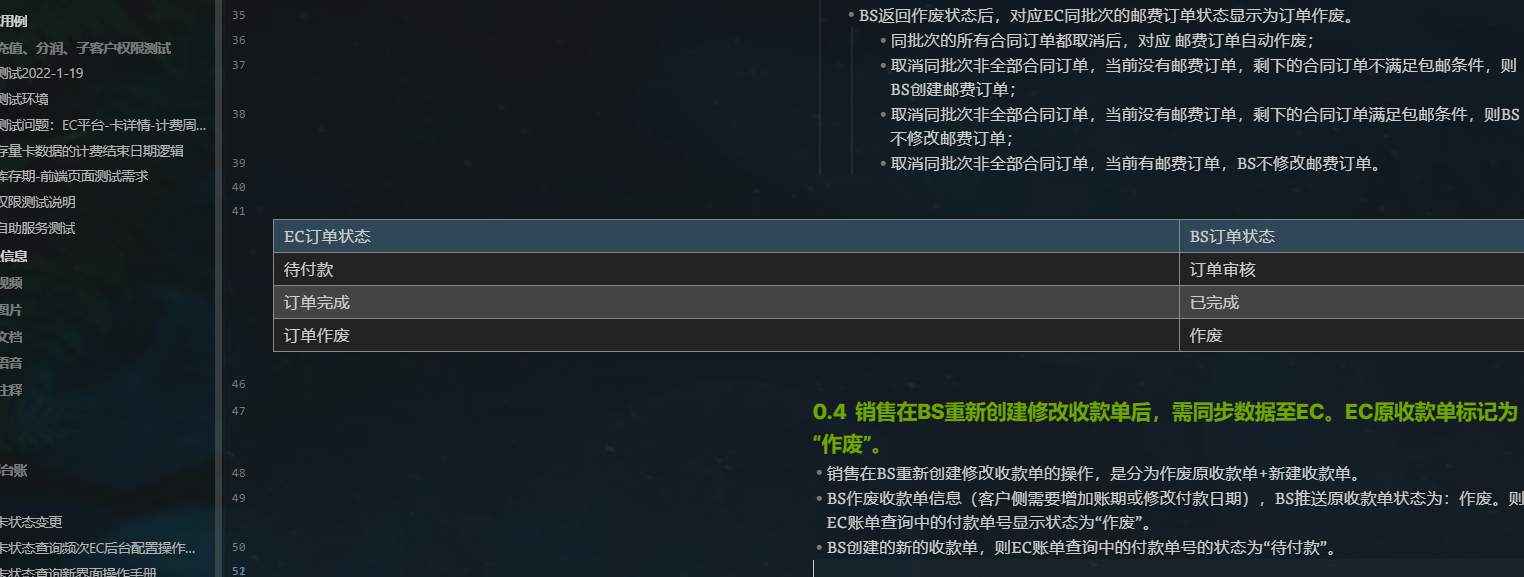 用例
充值、分润、子客户权限测试
测试2022-1-19
测试环境
测试问题：EC平台-卡详情-计费周...
存量卡数据的计费结束日期逻辑
库存期-前端页面测试需求
权限测试说明
自助服务测试
信息
视频
图片
文档
语音
注释
台账
卡状态变更
卡状态查询频次EC后台配置操作...
卡状态查询新界面操作手册
35
• BS返回作废状态后，对应EC同批次的邮费订单状态显示为订单作废。
36
• 同批次的所有合同订单都取消后，对应 邮费订单自动作废；
37
• 取消同批次非全部合同订单，当前没有邮费订单，剩下的合同订单不满足包邮条件，则
BS创建邮费订单；
38
• 取消同批次非全部合同订单，当前没有邮费订单，剩下的合同订单满足包邮条件，则BS
不修改邮费订单；
39
• 取消同批次非全部合同订单，当前有邮费订单，BS不修改邮费订单。
40
41
EC订单状态 BS订单状态
待付款 订单审核
订单完成 已完成
订单作废 作废
46
47
0.4 销售在BS重新创建修改收款单后，需同步数据至EC。EC原收款单标记为
“作废”。
48
• 销售在BS重新创建修改收款单的操作，是分为作废原收款单+新建收款单。
49
• BS作废收款单信息（客户侧需要增加账期或修改付款日期），BS推送原收款单状态为：作废。则
EC账单查询中的付款单号显示状态为“作废”。
50
• BS创建的新的收款单，则EC账单查询中的付款单号的状态为“待付款”。
52